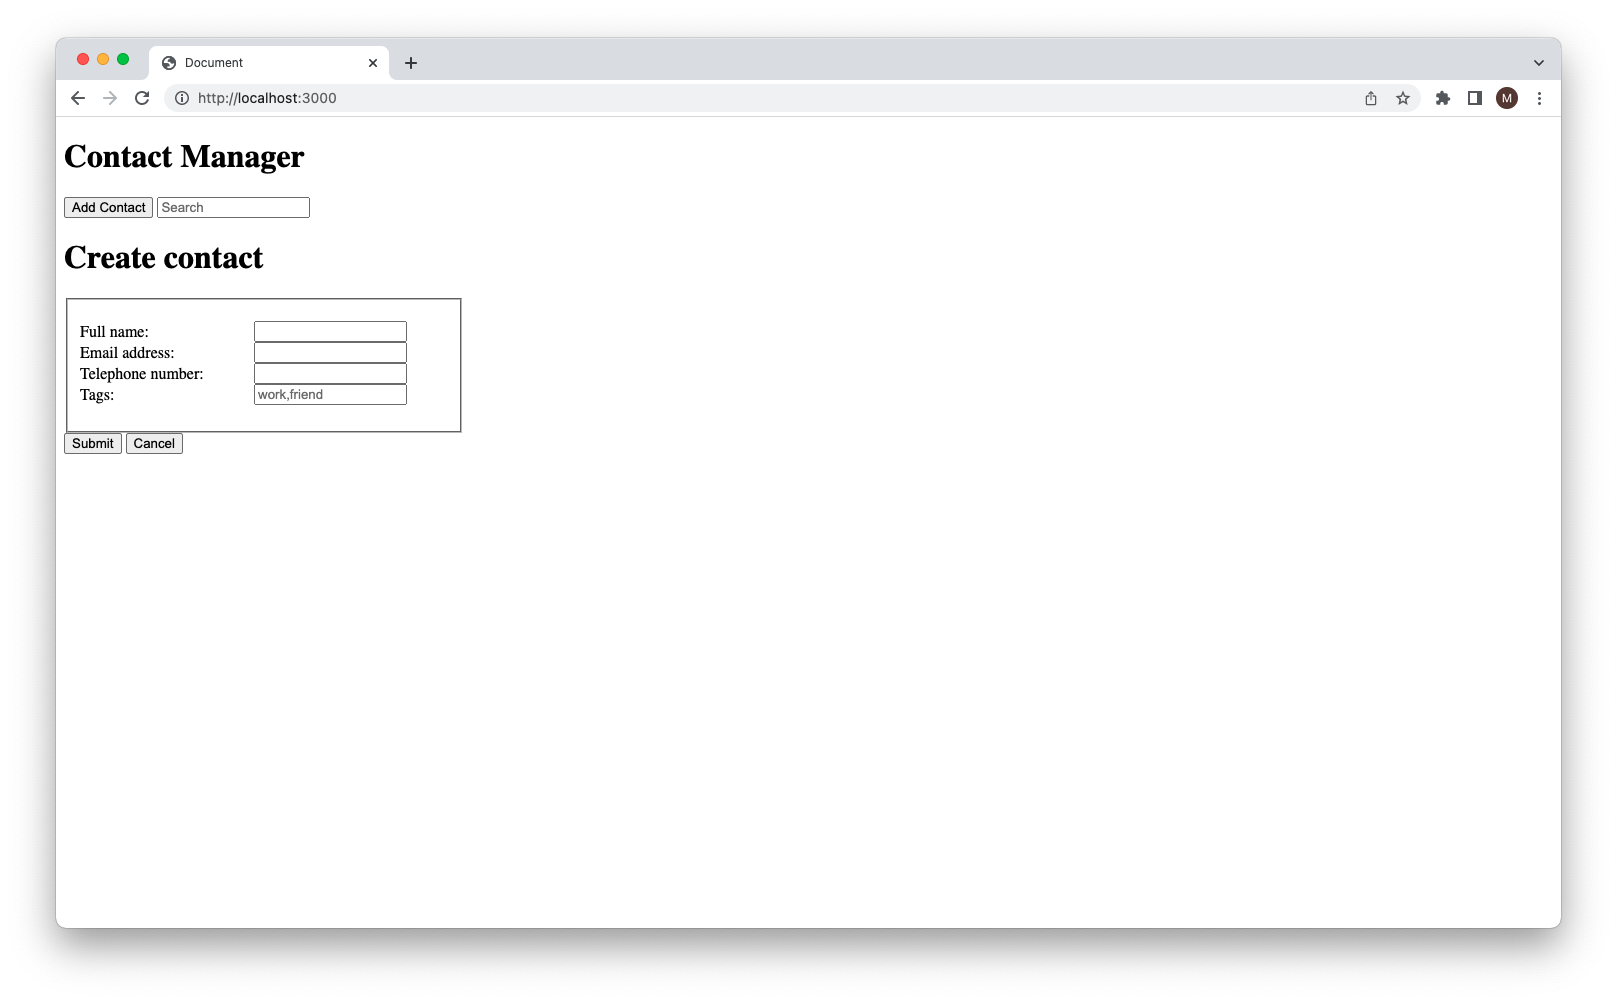 Document
http://localhost:3000
M
Contact Manager
Add Contact Search
Create contact
Full name:
Email address:
Telephone number:
Tags: work,friend
Submit Cancel